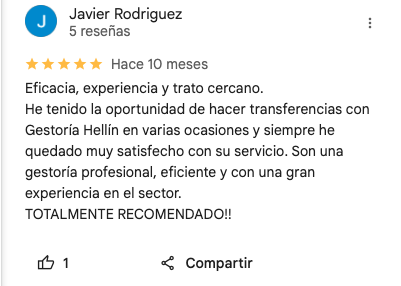 J
Javier Rodriguez
5 reseñas
★★★★★ Hace 10 meses
Eficacia, experiencia y trato cercano.
He tenido la oportunidad de hacer transferencias con
Gestoría Hellín en varias ocasiones y siempre he
quedado muy satisfecho con su servicio. Son una
gestoría profesional, eficiente y con una gran
experiencia en el sector.
TOTALMENTE RECOMENDADO!!
1 Compartir